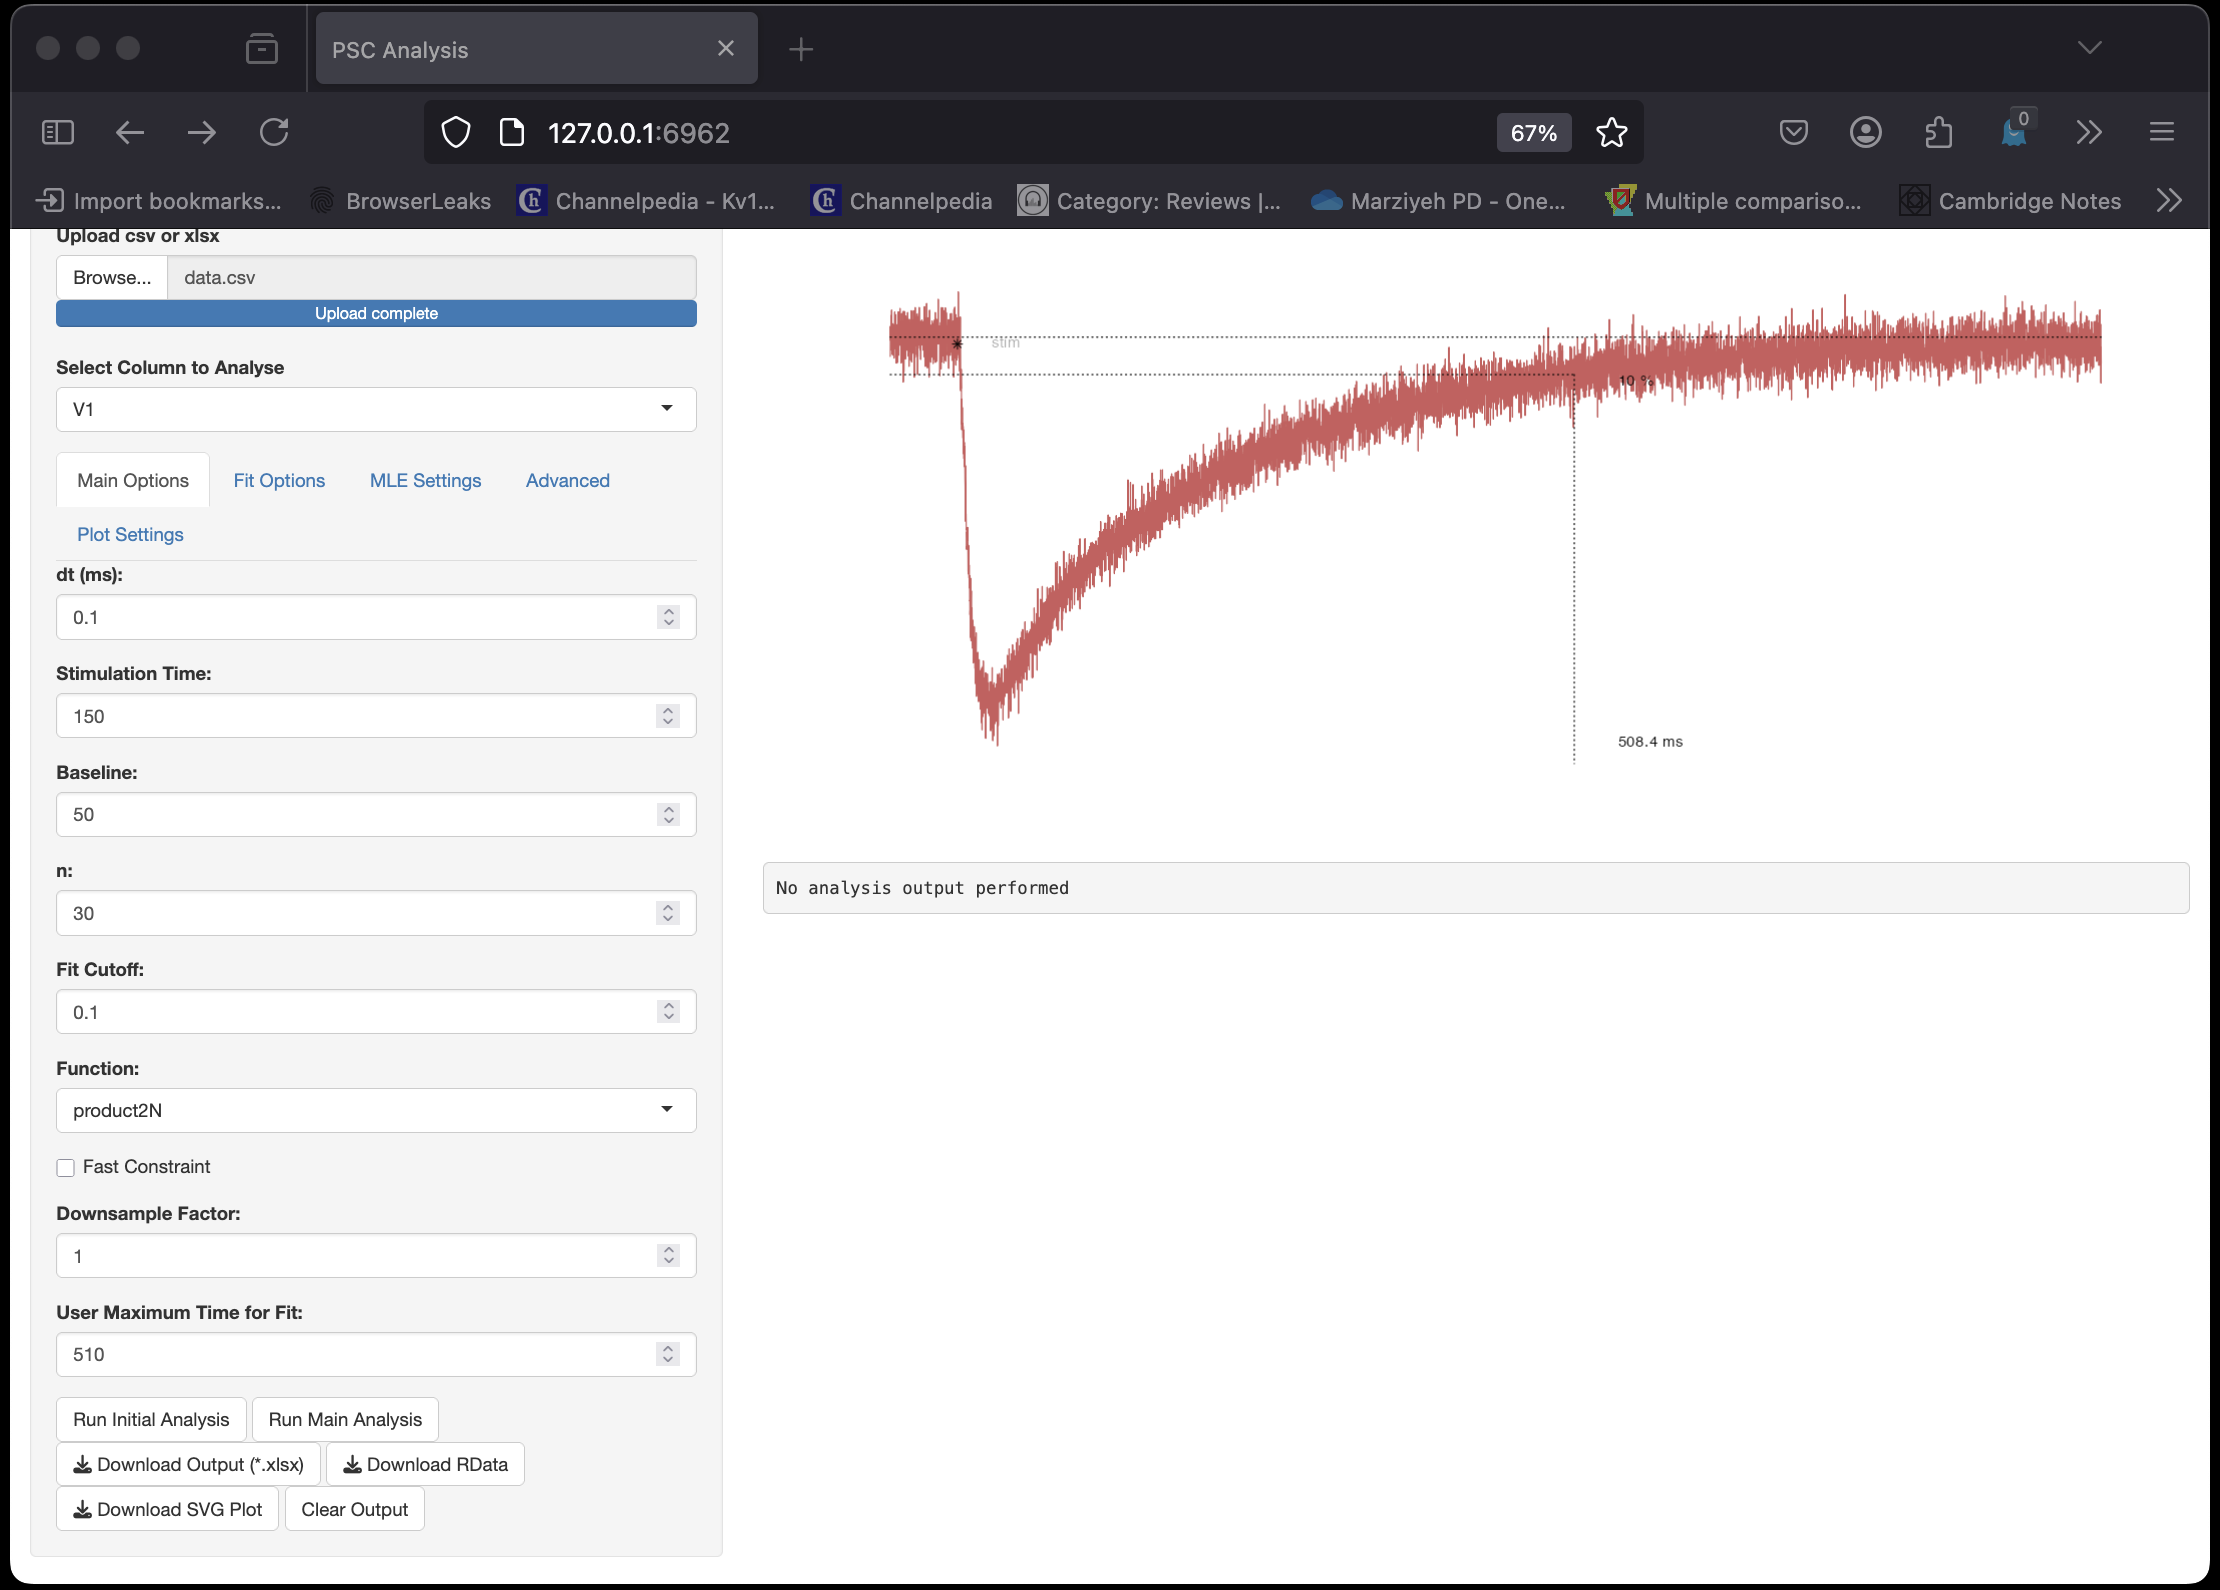 PSC Analysis
127.0.0.1:6962
67%
0
Import bookmarks...
BrowserLeaks
Channelpedia - Kv1...
Channelpedia
Category: Reviews |...
Marziyeh PD - One...
Multiple compariso...
Cambridge Notes
Upload csv or xlsx
Browse... data.csv
Upload complete
Select Column to Analyse
V1
Main Options Fit Options MLE Settings Advanced
Plot Settings
dt (ms):
0.1
Stimulation Time:
150
Baseline:
50
n:
30
Fit Cutoff:
0.1
Function:
product2N
Fast Constraint
Downsample Factor:
1
User Maximum Time for Fit:
510
Run Initial Analysis Run Main Analysis
Download Output (*.xlsx) Download RData
Download SVG Plot Clear Output
stim
10 %
508.4 ms
No analysis output performed